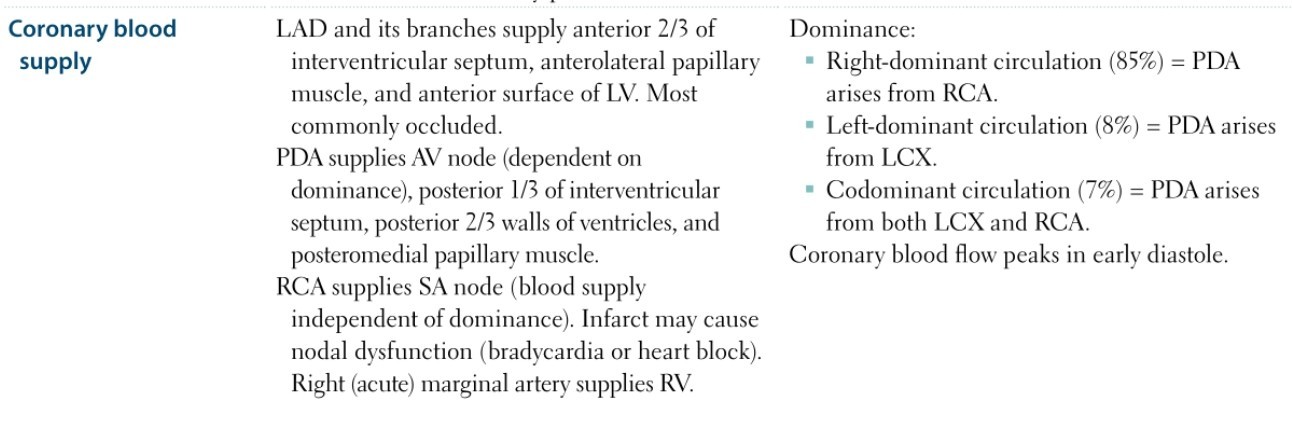 Coronary blood
supply
LAD and its branches supply anterior 2/3 of
interventricular septum, anterolateral papillary
muscle, and anterior surface of LV. Most
commonly occluded.
PDA supplies AV node (dependent on
dominance), posterior 1/3 of interventricular
septum, posterior 2/3 walls of ventricles, and
posteromedial papillary muscle.
RCA supplies SA node (blood supply
independent of dominance). Infarct may cause
nodal dysfunction (bradycardia or heart block).
Right (acute) marginal artery supplies RV.
Dominance:
▪ Right-dominant circulation (85%) = PDA
arises from RCA.
▪ Left-dominant circulation (8%) = PDA arises
from LCX.
▪ Codominant circulation (7%) = PDA arises
from both LCX and RCA.
Coronary blood flow peaks in early diastole.